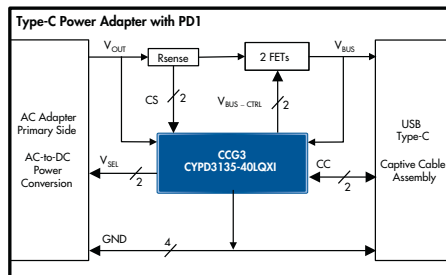 Type-C Power Adapter with PD1
VOUT
Rsense
2 FETs
VBUS
CS
2
VBUS – CTRL
2
AC Adapter
Primary Side
AC-to-DC
Power
Conversion
CCG3
CYPD3135-40LQXI
USB
Type-C
Captive Cable
Assembly
VSEL
2
CC
2
GND
4